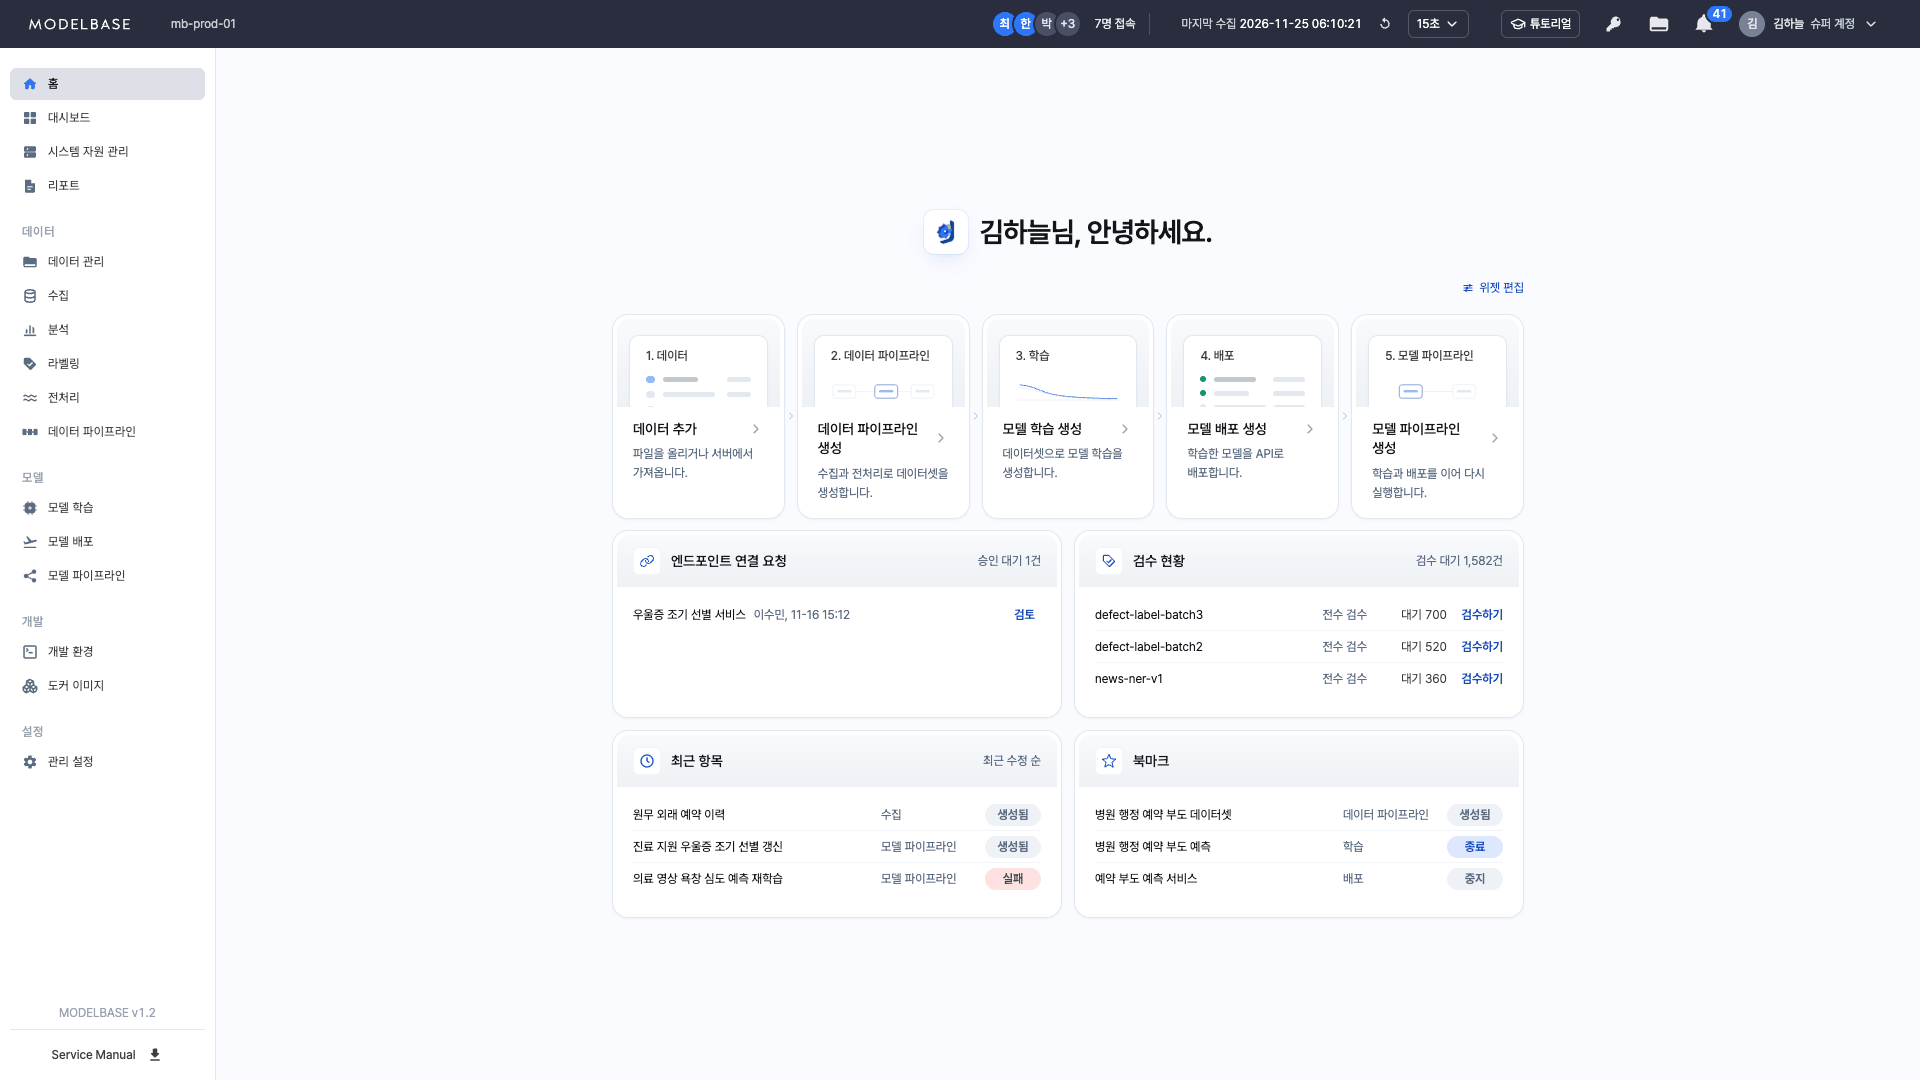 MODELBASE
mb-prod-01
최 한 박 +3 7명 접속
마지막 수집 2026-11-25 06:10:21
15초
튜토리얼
41
김 김하늘 슈퍼 계정
홈
대시보드
시스템 자원 관리
리포트
데이터
데이터 관리
수집
분석
라벨링
전처리
데이터 파이프라인
모델
모델 학습
모델 배포
모델 파이프라인
개발
개발 환경
도커 이미지
설정
관리 설정
MODELBASE v1.2
Service Manual
김하늘님, 안녕하세요.
위젯 편집
1. 데이터
데이터 추가
파일을 올리거나 서버에서
가져옵니다.
2. 데이터 파이프라인
데이터 파이프라인
생성
수집과 전처리로 데이터셋을
생성합니다.
3. 학습
모델 학습 생성
데이터셋으로 모델 학습을
생성합니다.
4. 배포
모델 배포 생성
학습한 모델을 API로
배포합니다.
5. 모델 파이프라인
모델 파이프라인
생성
학습과 배포를 이어 다시
실행합니다.
엔드포인트 연결 요청 승인 대기 1건
우울증 조기 선별 서비스 이수민, 11-16 15:12 검토
검수 현황 검수 대기 1,582건
defect-label-batch3 전수 검수 대기 700 검수하기
defect-label-batch2 전수 검수 대기 520 검수하기
news-ner-v1 전수 검수 대기 360 검수하기
최근 항목 최근 수정 순
원무 외래 예약 이력 수집 생성됨
진료 지원 우울증 조기 선별 갱신 모델 파이프라인 생성됨
의료 영상 욕창 심도 예측 재학습 모델 파이프라인 실패
북마크
병원 행정 예약 부도 데이터셋 데이터 파이프라인 생성됨
병원 행정 예약 부도 예측 학습 종료
예약 부도 예측 서비스 배포 중지